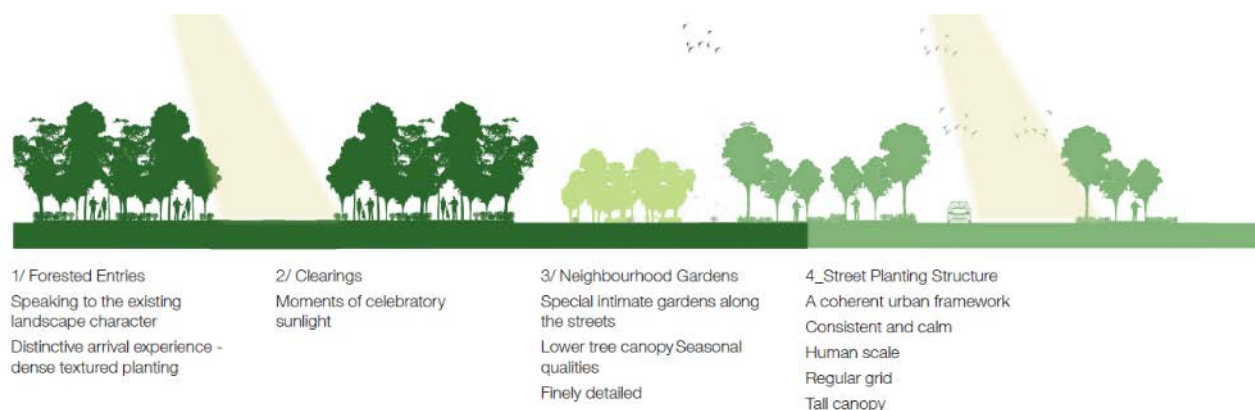 1/ Forested Entries
Speaking to the existing
landscape character
Distinctive arrival experience -
dense textured planting
2/ Clearings
Moments of celebratory
sunlight
3/ Neighbourhood Gardens
Special intimate gardens along
the streets
Lower tree canopySeasonal
qualities
Finely detailed
4_Street Planting Structure
A coherent urban framework
Consistent and calm
Human scale
Regular grid
Tall canopy